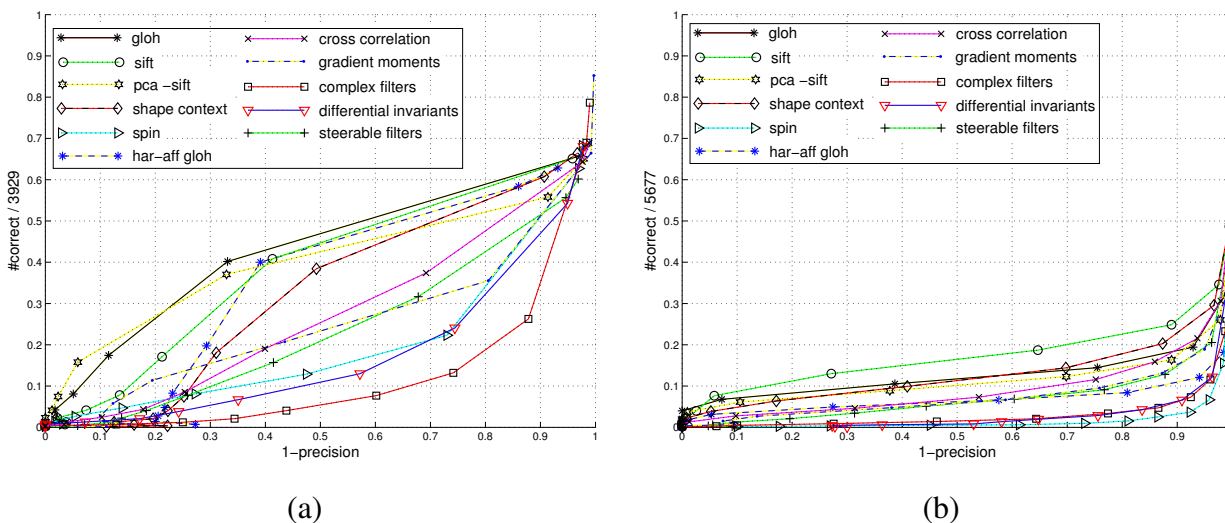 1
0.9
0.8
0.7
0.6
0.5
0.4
0.3
0.2
0.1
0
#correct / 3929
gloh
sift
pca −sift
shape context
spin
har−aff gloh
cross correlation
gradient moments
complex filters
differential invariants
steerable filters
0 0.1 0.2 0.3 0.4 0.5 0.6 0.7 0.8 0.9 1
1−precision
(a)
1
0.9
0.8
0.7
0.6
0.5
0.4
0.3
0.2
0.1
0
#correct / 5677
gloh
sift
pca −sift
shape context
spin
har−aff gloh
cross correlation
gradient moments
complex filters
differential invariants
steerable filters
0 0.1 0.2 0.3 0.4 0.5 0.6 0.7 0.8 0.9
1−precision
(b)